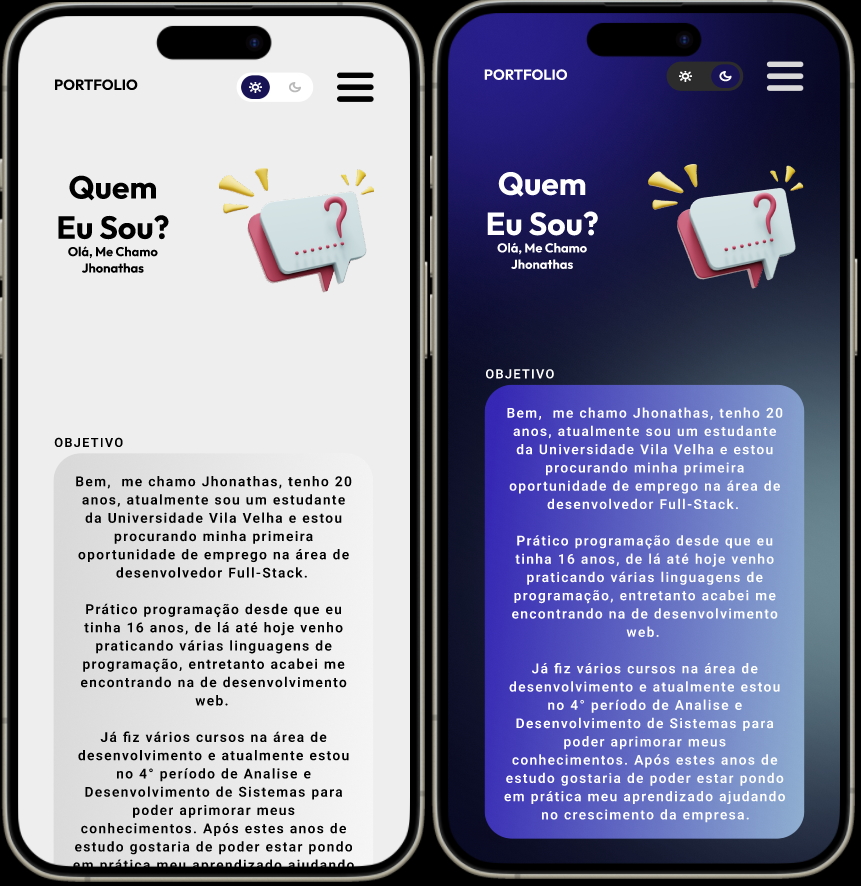 PORTFOLIO
Quem
Eu Sou?
Olá, Me Chamo
Jhonathas
OBJETIVO
Bem,  me chamo Jhonathas, tenho 20
anos, atualmente sou um estudante
da Universidade Vila Velha e estou
procurando minha primeira
oportunidade de emprego na área de
desenvolvedor Full-Stack.
Prático programação desde que eu
tinha 16 anos, de lá até hoje venho
praticando várias linguagens de
programação, entretanto acabei me
encontrando na de desenvolvimento
web.
Já fiz vários cursos na área de
desenvolvimento e atualmente estou
no 4° período de Analise e
Desenvolvimento de Sistemas para
poder aprimorar meus
conhecimentos. Após estes anos de
estudo gostaria de poder estar pondo
em prática meu aprendizado ajudando
PORTFOLIO
Quem
Eu Sou?
Olá, Me Chamo
Jhonathas
OBJETIVO
Bem,  me chamo Jhonathas, tenho 20
anos, atualmente sou um estudante
da Universidade Vila Velha e estou
procurando minha primeira
oportunidade de emprego na área de
desenvolvedor Full-Stack.
Prático programação desde que eu
tinha 16 anos, de lá até hoje venho
praticando várias linguagens de
programação, entretanto acabei me
encontrando na de desenvolvimento
web.
Já fiz vários cursos na área de
desenvolvimento e atualmente estou
no 4° período de Analise e
Desenvolvimento de Sistemas para
poder aprimorar meus
conhecimentos. Após estes anos de
estudo gostaria de poder estar pondo
em prática meu aprendizado ajudando
no crescimento da empresa.